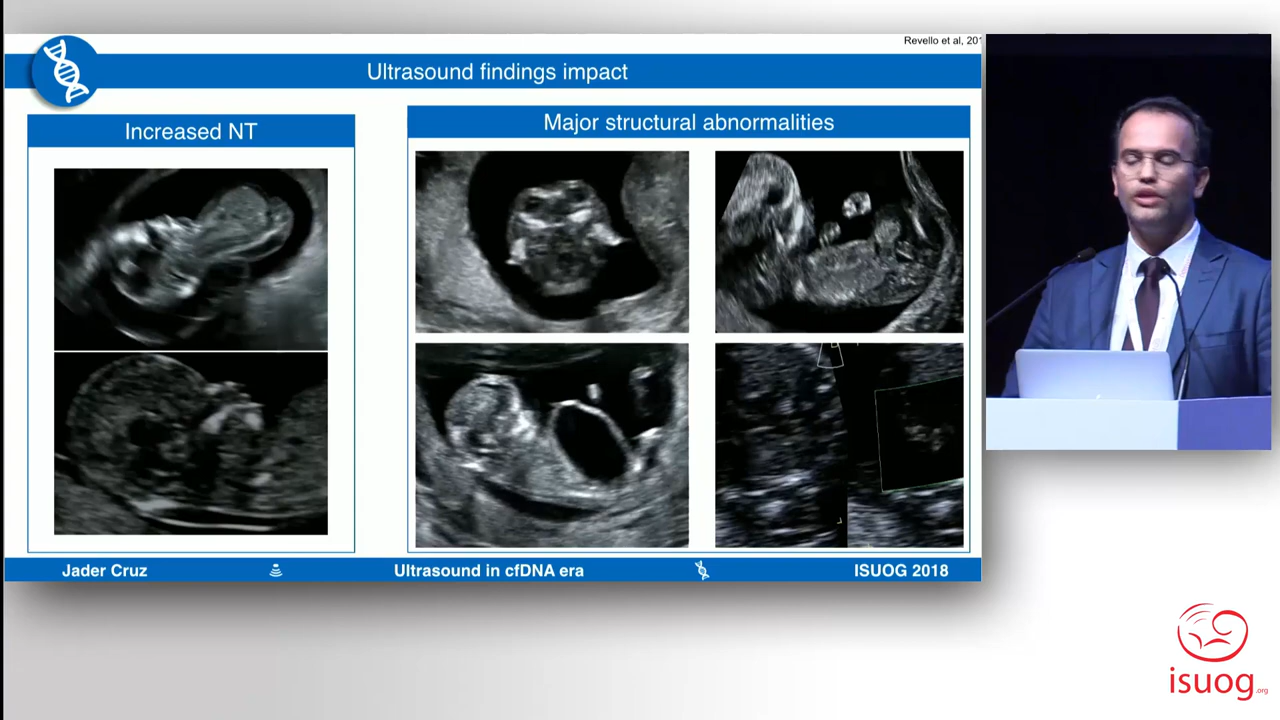 Revello et al, 201
Ultrasound findings impact
Increased NT
Major structural abnormalities
Jader Cruz
Ultrasound in cfDNA era
ISUOG 2018
isuog.org